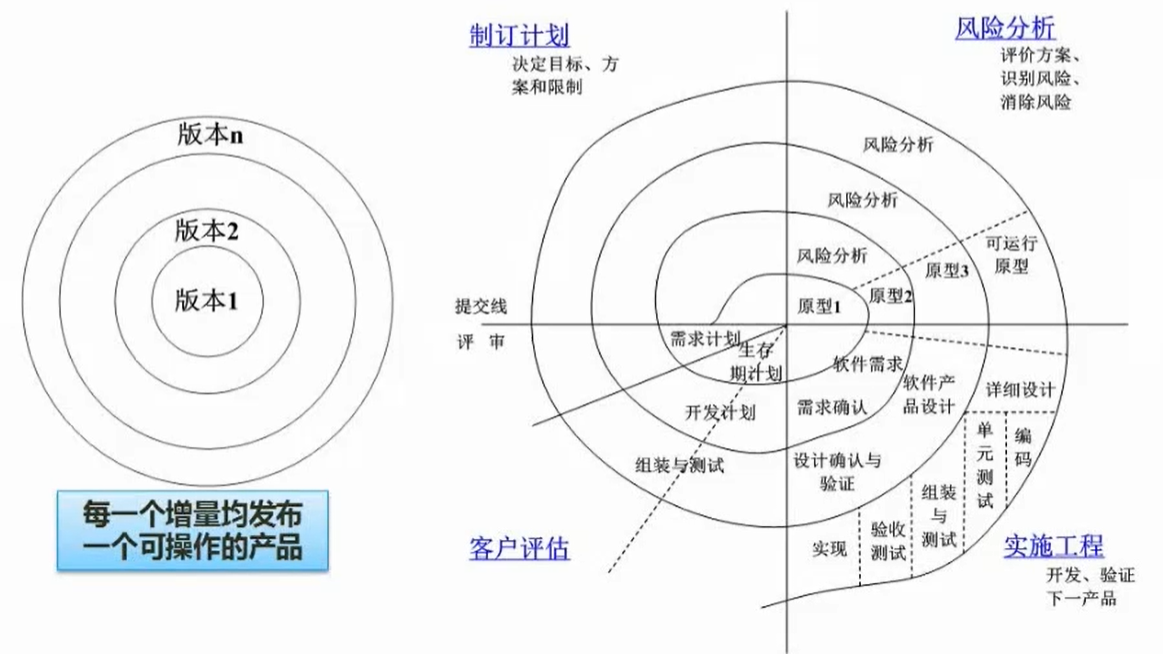 版本n
版本2
版本1
每一个增量均发布
一个可操作的产品
制订计划
决定目标、方
案和限制
风险分析
评价方案、
识别风险、
消除风险
风险分析
风险分析
风险分析
可运行
原型
原型3
原型2
原型1
提交线
评 审
需求计划
生存
期计划
开发计划
组装与测试
软件需求
需求确认
软件产
品设计
设计确认与
验证
详细设计
单
元
测
试
编
码
组装
与
测试
验收
测试
实现
客户评估
实施工程
开发、验证
下一产品